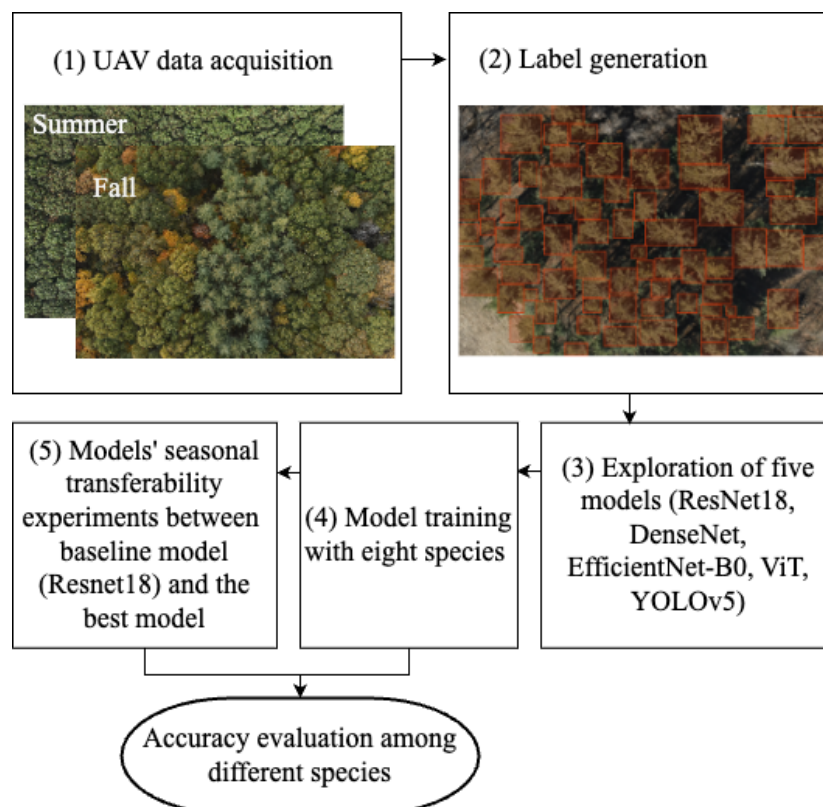 (1) UAV data acquisition
Summer
Fall
(2) Label generation
(3) Exploration of five
models (ResNet18,
DenseNet,
EfficientNet-B0, ViT,
YOLOv5)
(4) Model training
with eight species
(5) Models' seasonal
transferability
experiments between
baseline model
(Resnet18) and the
best model
Accuracy evaluation among
different species